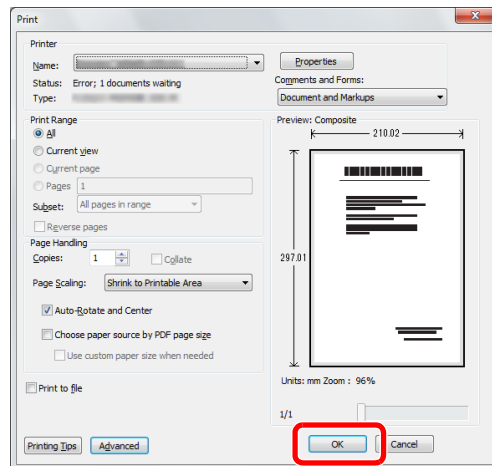 Print
Printer
Name:
Properties
Status: Error; 1 documents waiting
Comments and Forms:
Type:
Document and Markups
Print Range
All
Current view
Current page
Pages 1
Subset: All pages in range
Reverse pages
Preview: Composite
210.02
297.01
Page Handling
Copies: 1 Collate
Page Scaling: Shrink to Printable Area
Auto-Rotate and Center
Choose paper source by PDF page size
Use custom paper size when needed
Print to file
Units: mm Zoom : 96%
1/1
Printing Tips Advanced OK Cancel